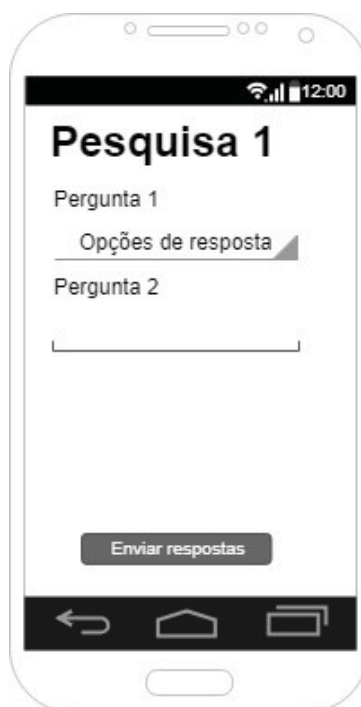 12:00
Pesquisa 1
Pergunta 1
Opções de resposta
Pergunta 2
Enviar respostas